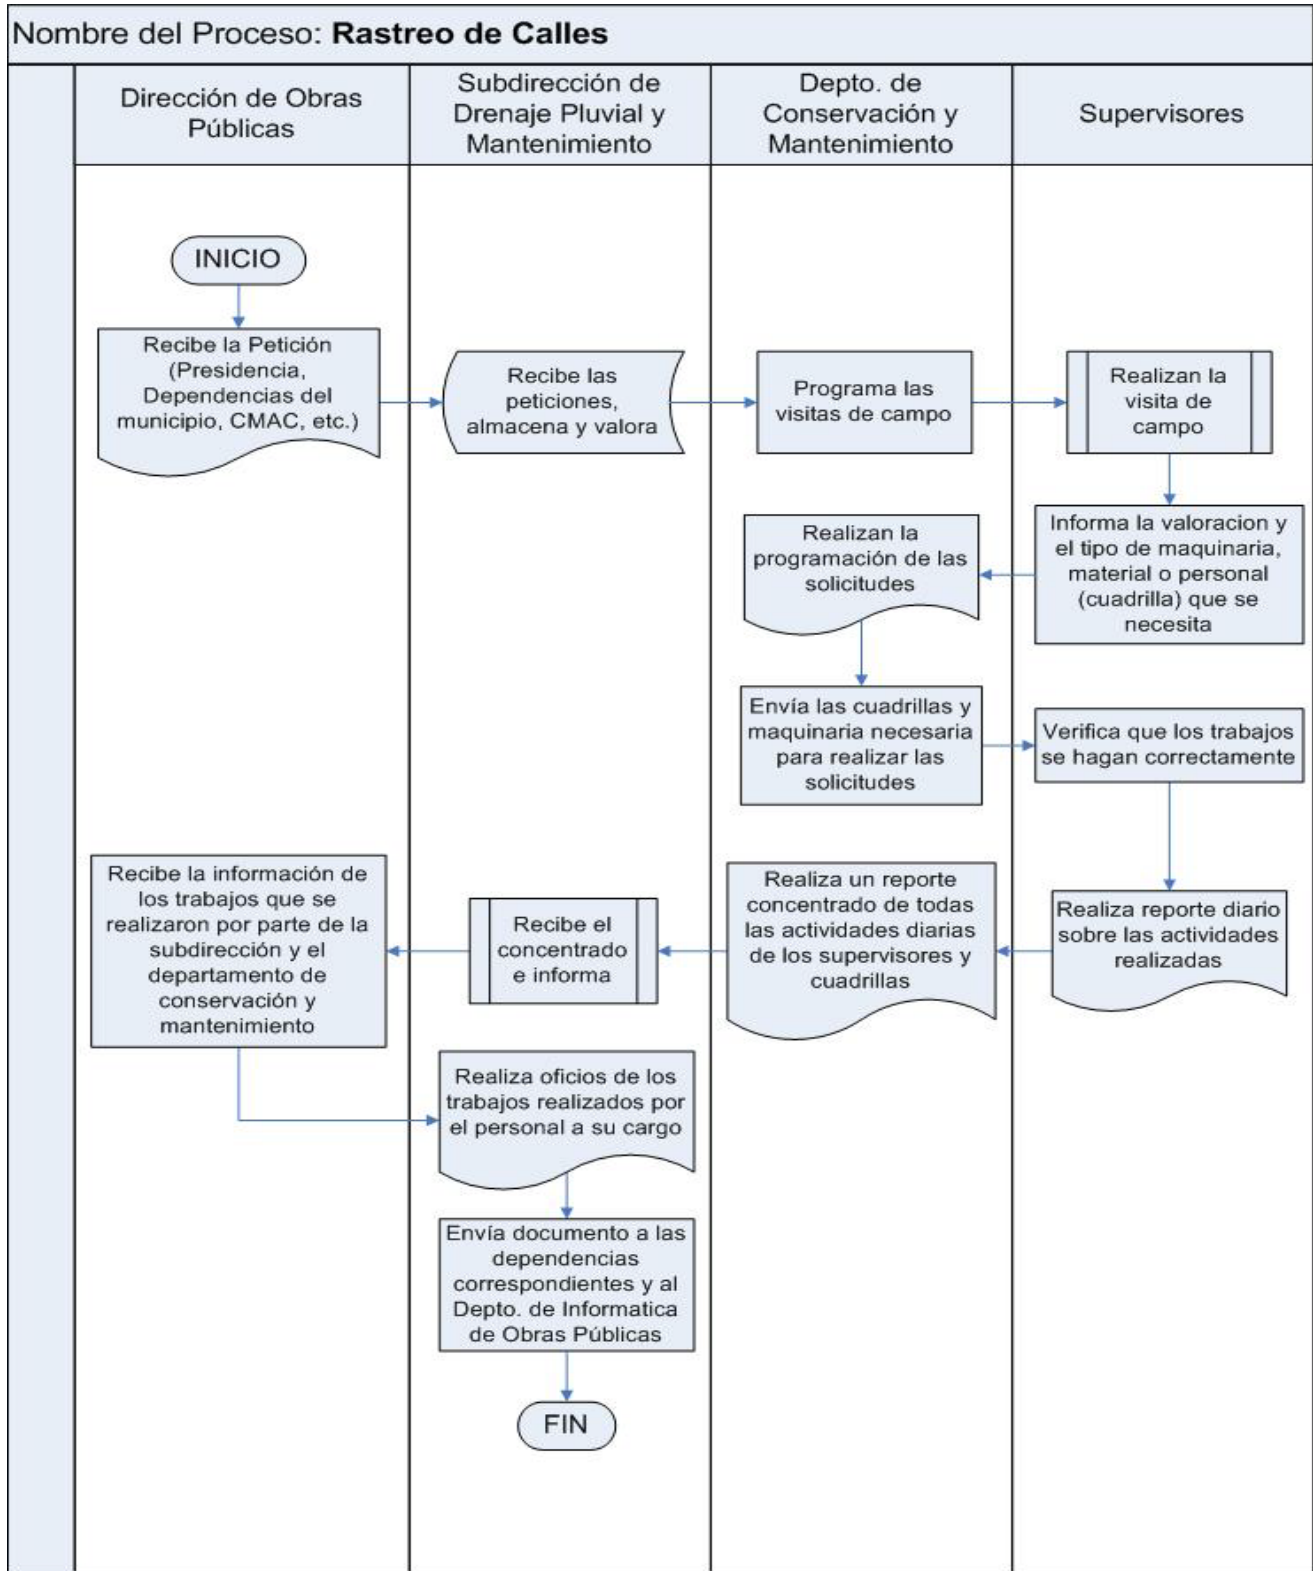 Nombre del Proceso: Rastreo de Calles
Dirección de Obras
Públicas
Subdirección de
Drenaje Pluvial y
Mantenimiento
Depto. de
Conservación y
Mantenimiento
Supervisores
INICIO
Recibe la Petición
(Presidencia,
Dependencias del
municipio, CMAC, etc.)
Recibe las
peticiones,
almacena y valora
Programa las
visitas de campo
Realizan la
visita de
campo
Informa la valoracion y
el tipo de maquinaria,
material o personal
(cuadrilla) que se
necesita
Realizan la
programación de las
solicitudes
Envía las cuadrillas y
maquinaria necesaria
para realizar las
solicitudes
Verifica que los trabajos
se hagan correctamente
Realiza reporte diario
sobre las actividades
realizadas
Realiza un reporte
concentrado de todas
las actividades diarias
de los supervisores y
cuadrillas
Recibe el
concentrado
e informa
Recibe la información de
los trabajos que se
realizaron por parte de la
subdirección y el
departamento de
conservación y
mantenimiento
Realiza oficios de los
trabajos realizados por
el personal a su cargo
Envía documento a las
dependencias
correspondientes y al
Depto. de Informatica
de Obras Públicas
FIN